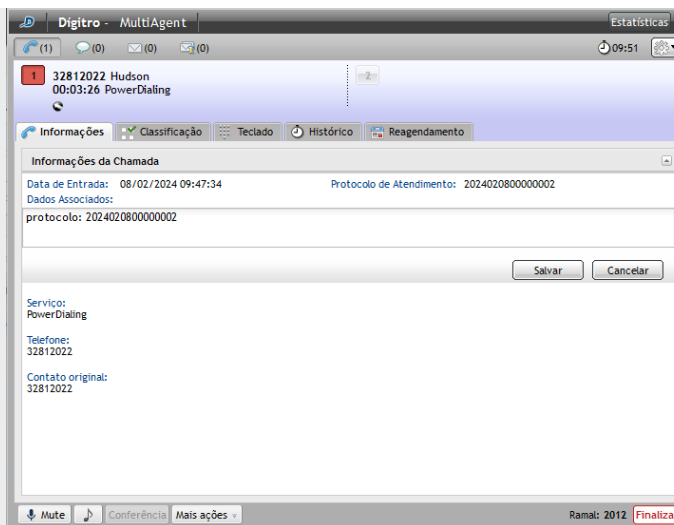 Dígitro - MultiAgent Estatísticas
(1) (0) (0) (0) 09:51
1 32812022 Hudson 2
00:03:26 PowerDialing
Informações Classificação Teclado Histórico Reagendamento
Informações da Chamada
Data de Entrada: 08/02/2024 09:47:34 Protocolo de Atendimento: 2024020800000002
Dados Associados:
protocolo: 2024020800000002
Salvar Cancelar
Serviço:
PowerDialing
Telefone:
32812022
Contato original:
32812022
Mute Conferência Mais ações Ramal: 2012 Finaliza